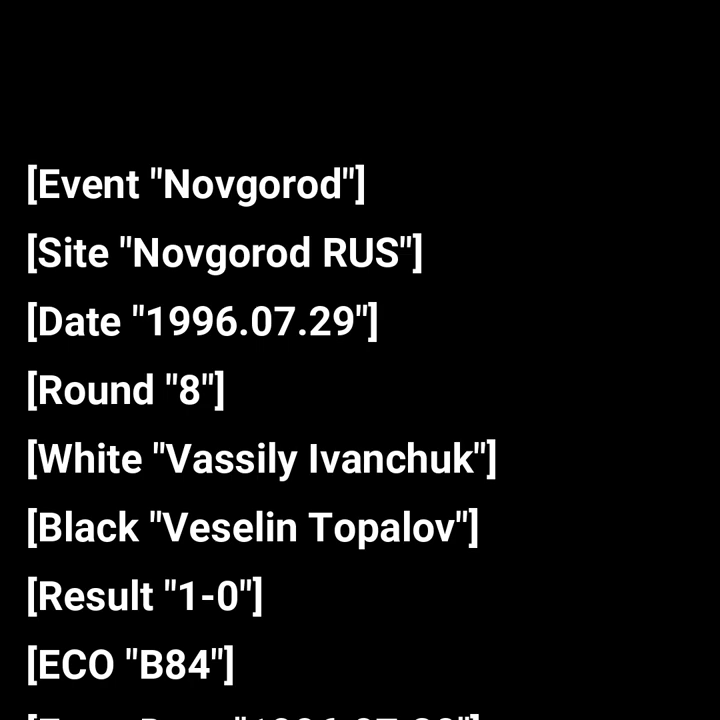 [Event "Novgorod"]
[Site "Novgorod RUS"]
[Date "1996.07.29"]
[Round "8"]
[White "Vassily Ivanchuk"]
[Black "Veselin Topalov"]
[Result "1-0"]
[ECO "B84"]